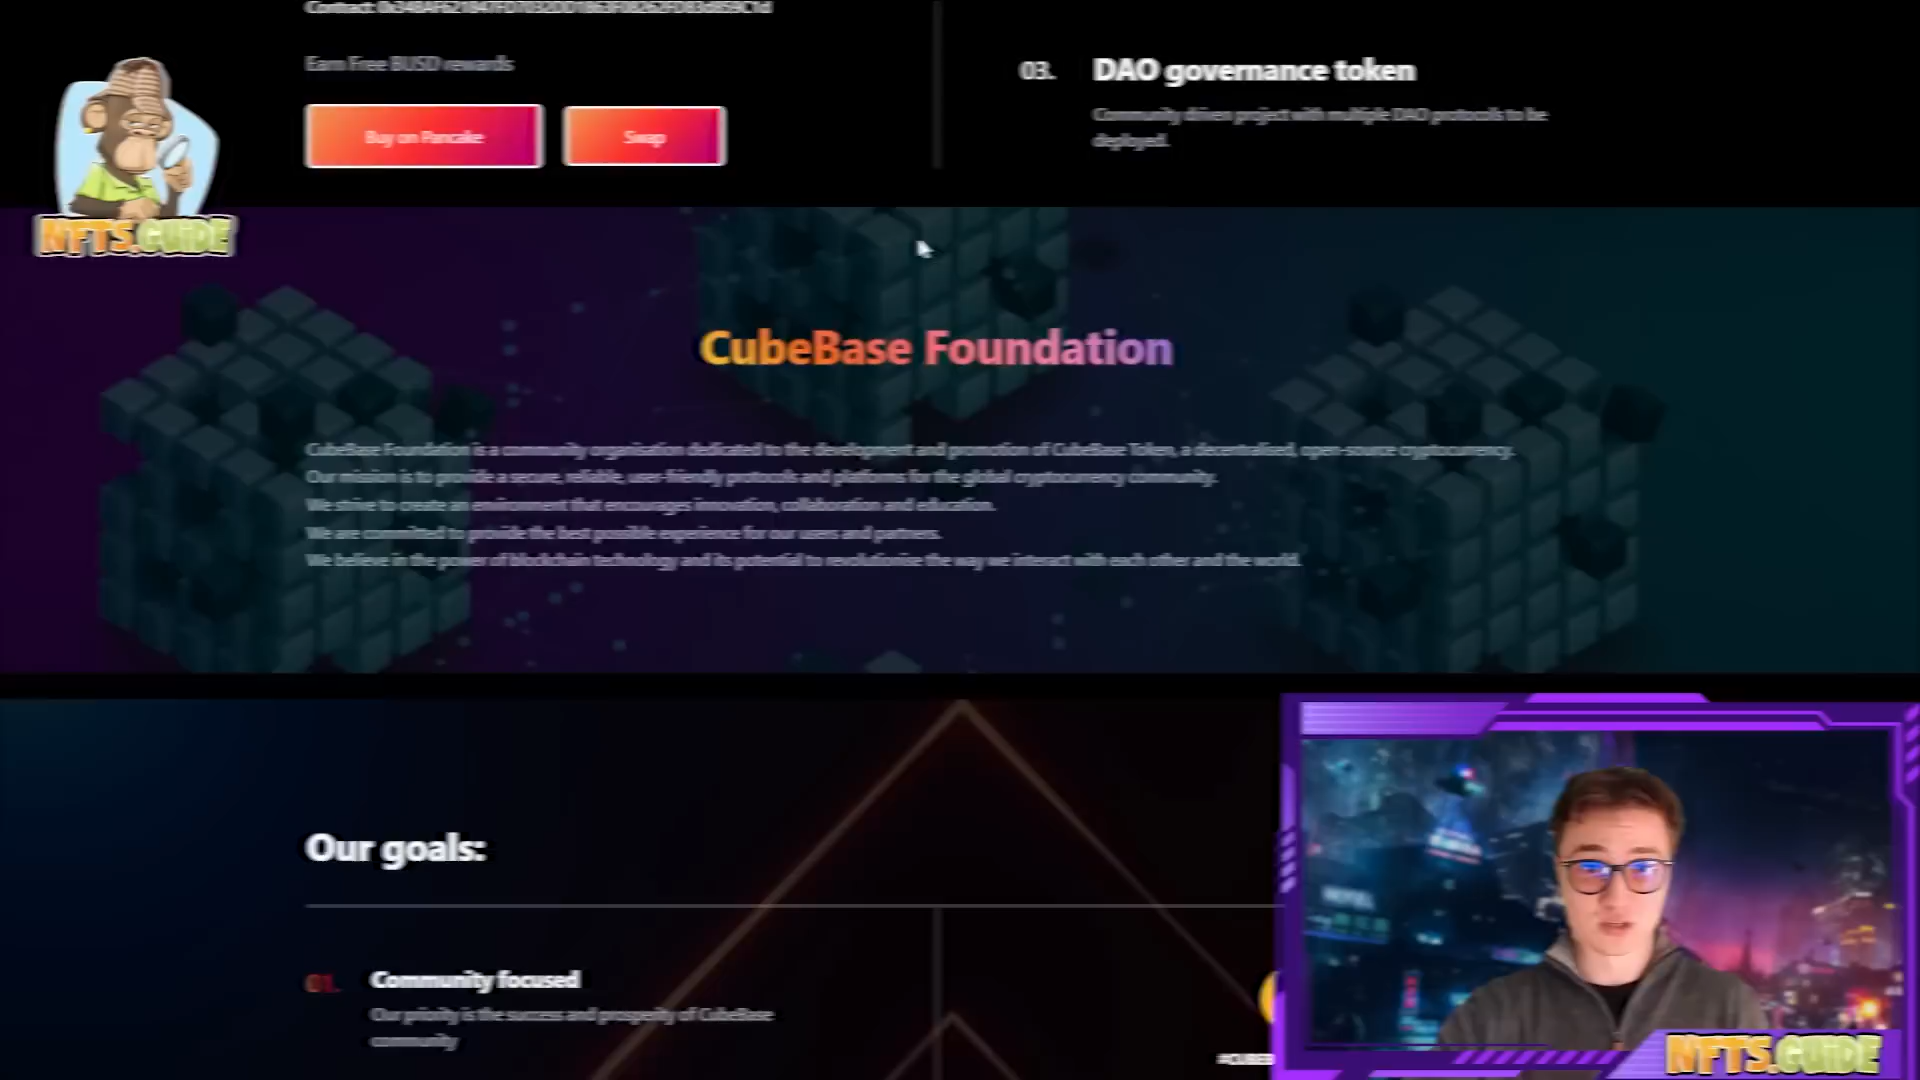 Contract:
Earn Free BUSD rewards
Buy on Pancake
Swap
03.
DAO governance token
Community driven project with multiple DAO protocols to be
deployed.
NFTS.GUIDE
CubeBase Foundation
CubeBase Foundation is a community organisation dedicated to the development and promotion of CubeBase Token, a decentralised, open-source cryptocurrency.
Our mission is to provide a secure, reliable, user-friendly protocols and platforms for the global cryptocurrency community.
We strive to create an environment that encourages innovation, collaboration and education.
We are committed to provide the best possible experience for our users and partners.
We believe in the power of blockchain technology and its potential to revolutionise the way we interact with each other and the world.
Our goals:
01.
Community focused
Our priority is the success and prosperity of CubeBase
community
HOTEL
NFTS.GUIDE